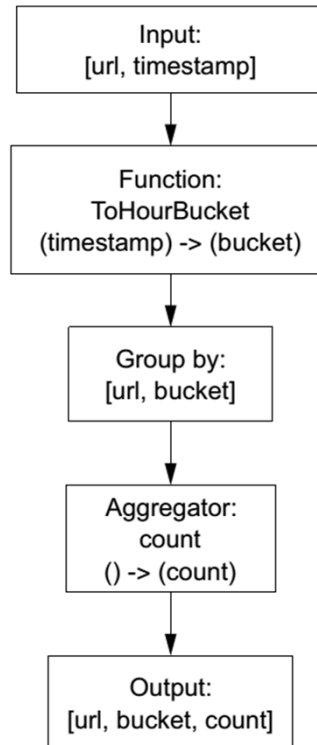 Input:
[url, timestamp]
Function:
ToHourBucket
(timestamp) -> (bucket)
Group by:
[url, bucket]
Aggregator:
count
() -> (count)
Output:
[url, bucket, count]